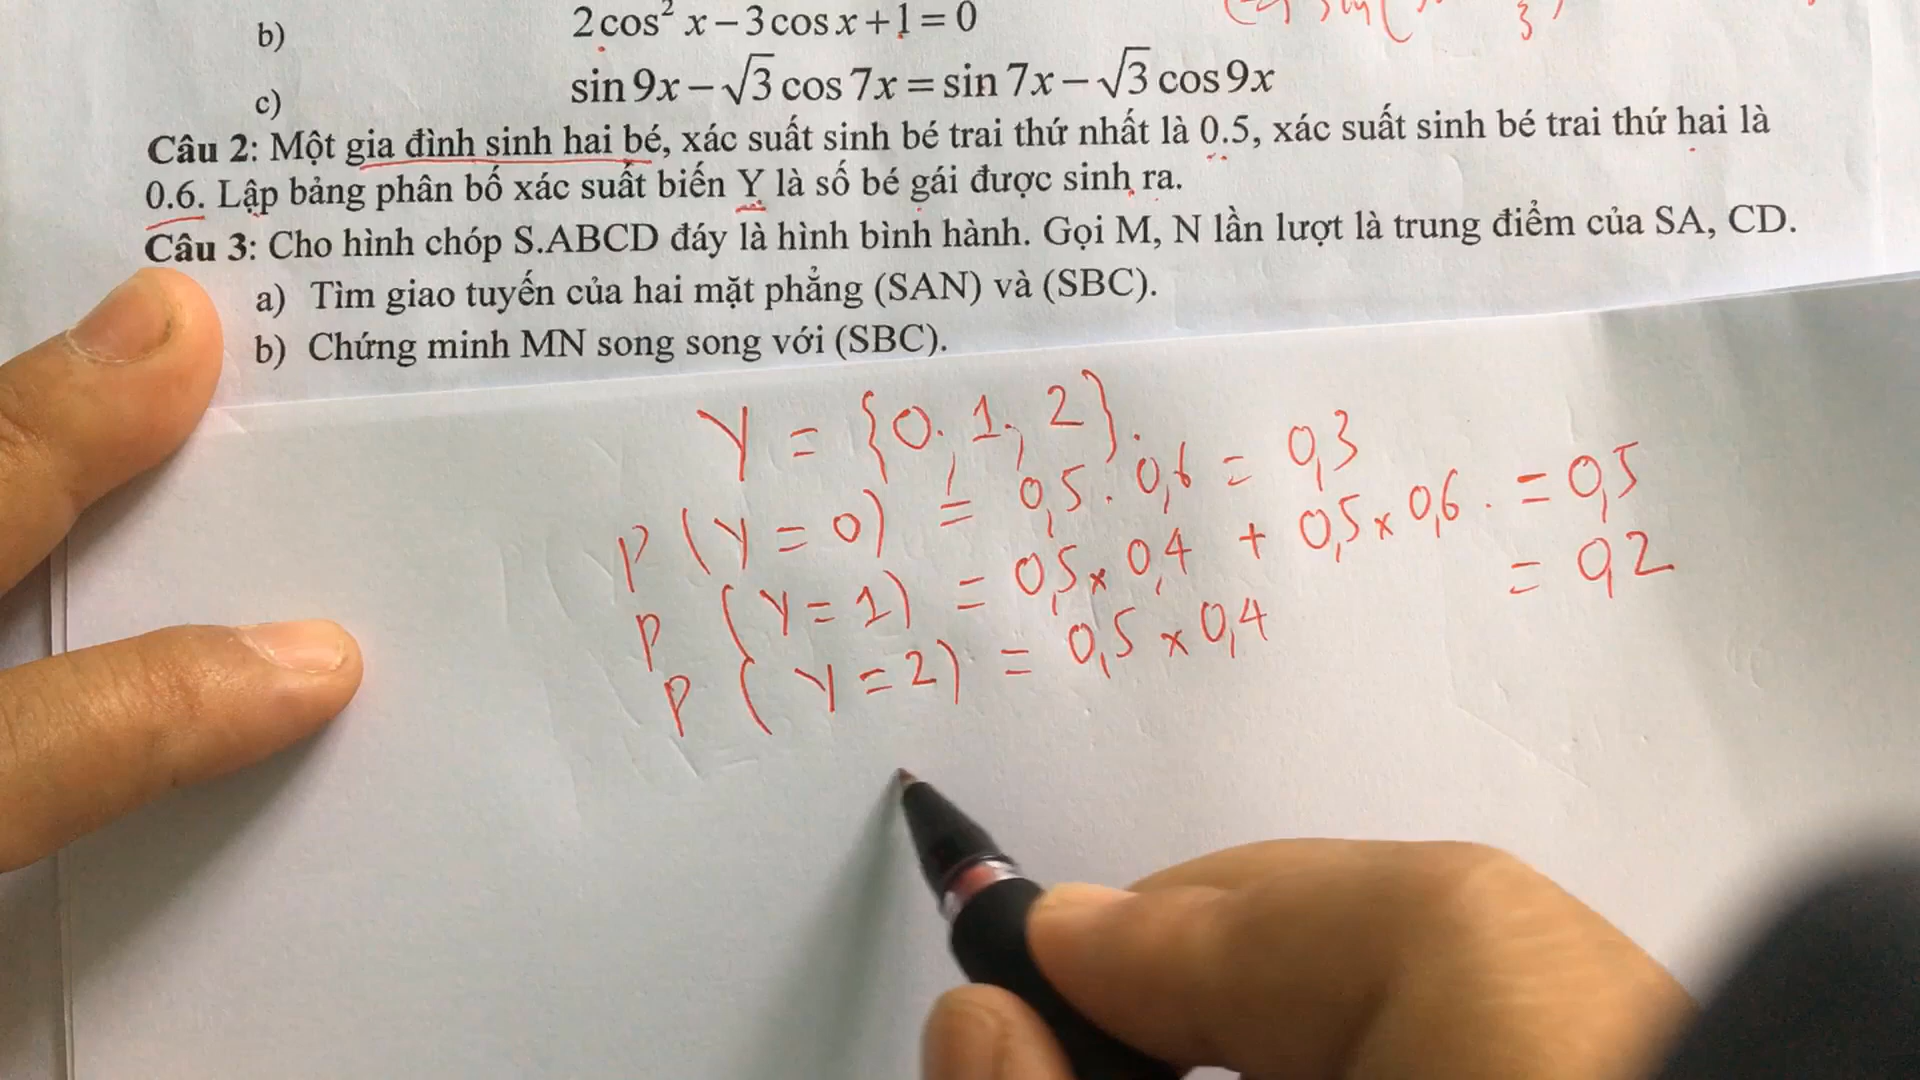 b) 2cos² x − 3cos x + 1 = 0
c) sin 9x − √3 cos 7x = sin 7x − √3 cos 9x
Câu 2: Một gia đình sinh hai bé, xác suất sinh bé trai thứ nhất là 0.5, xác suất sinh bé trai thứ hai là
0.6. Lập bảng phân bố xác suất biến Y là số bé gái được sinh ra.
Câu 3: Cho hình chóp S.ABCD đáy là hình bình hành. Gọi M, N lần lượt là trung điểm của SA, CD.
a) Tìm giao tuyến của hai mặt phẳng (SAN) và (SBC).
b) Chứng minh MN song song với (SBC).
Y = {0, 1, 2}.
P (Y = 0) = 0,5 . 0,6 = 0,3
P (Y = 1) = 0,5 x 0,4 + 0,5 x 0,6 . = 0,5
P (Y = 2) = 0,5 x 0,4 = 0,2